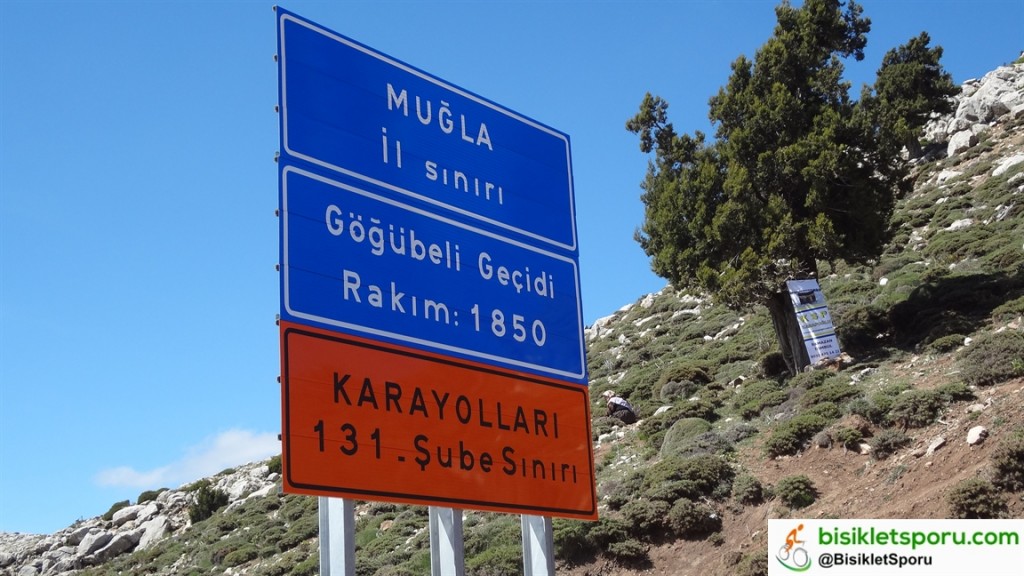 MUĞLA
İl sınırı
Göğübeli Geçidi
Rakım: 1850
KARAYOLLARI
131. Şube Sınırı
bisikletsporu.com
@BisikletSporu